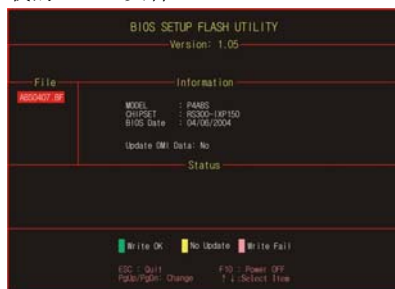 BIOS SETUP FLASH UTILITY
Version: 1.05
File
Information
ABS0407.BF
MODEL : P4ABS
CHIPSET : RS300-IXP150
BIOS Date : 04/06/2004
Update DMI Data: No
Status
Write OK No Update Write Fail
ESC : Quit F10 : Power OFF
PgUp/PgDn: Change ↑↓:Select Item